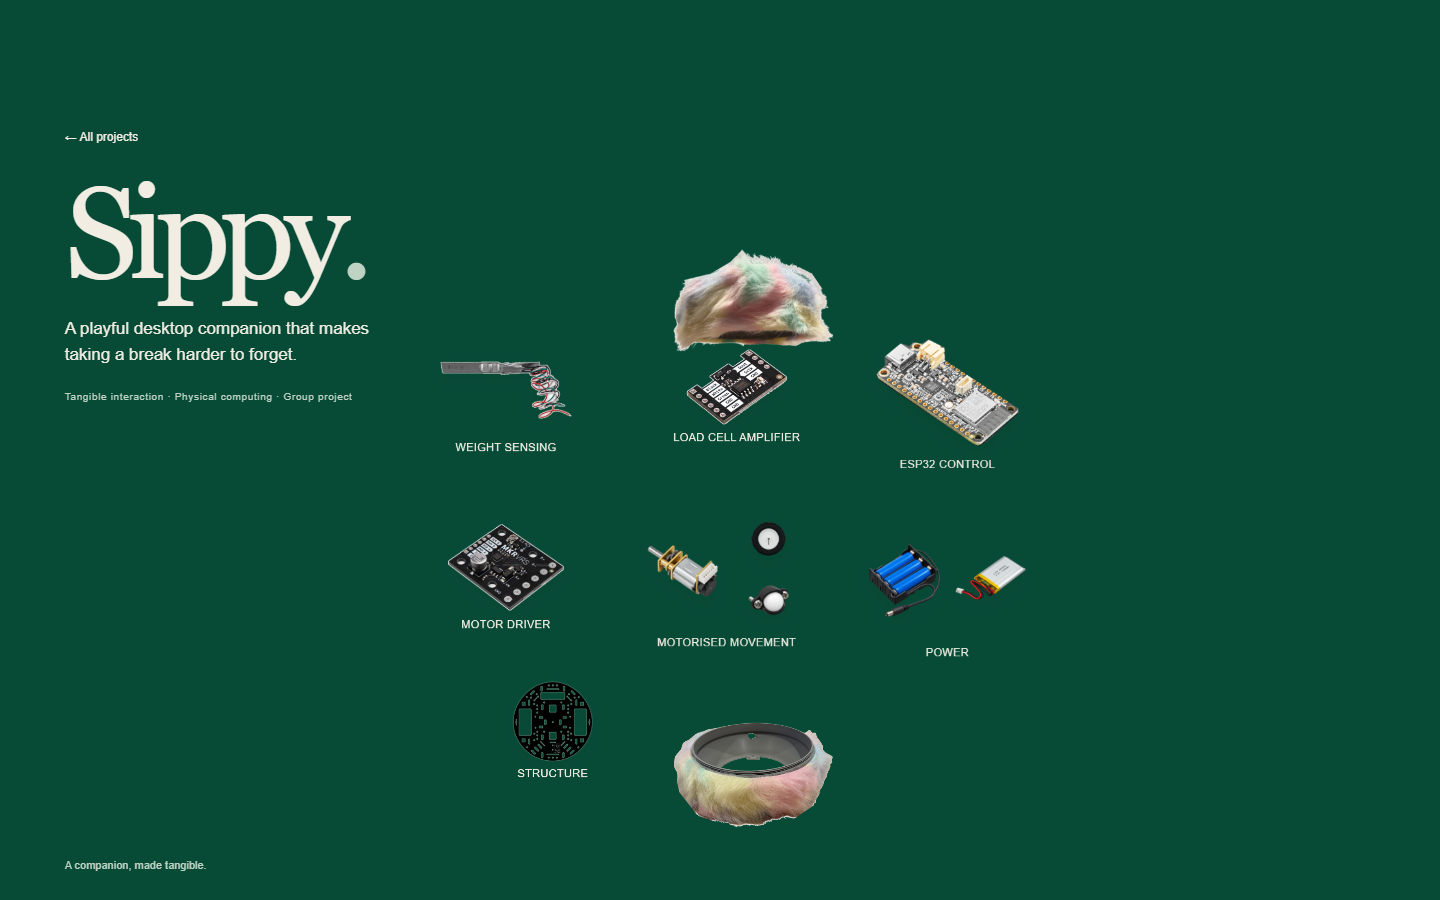 ← All projects
Sippy.
A playful desktop companion that makes
taking a break harder to forget.
Tangible interaction · Physical computing · Group project
WEIGHT SENSING
LOAD CELL AMPLIFIER
ESP32 CONTROL
MOTOR DRIVER
MOTORISED MOVEMENT
POWER
STRUCTURE
A companion, made tangible.